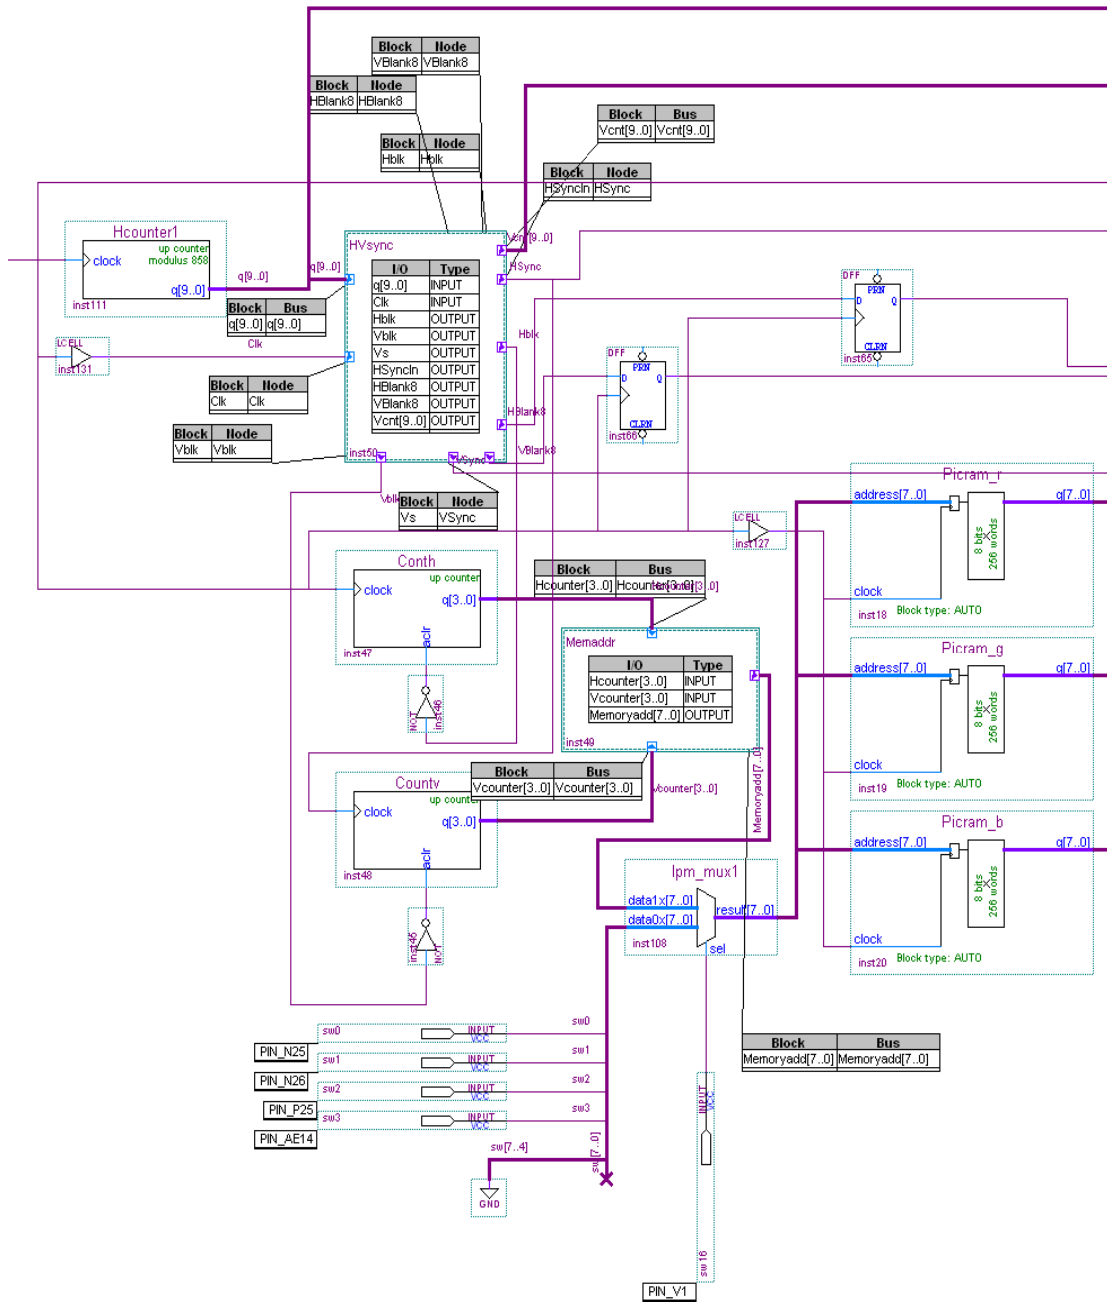 Block Node
VBlank8 VBlank8
Block Node
HBlank8 HBlank8
Block Bus
Vcnt[9..0] Vcnt[9..0]
Block Node
Hblk Hblk
Block Node
HSyncIn HSync
Hcounter1
up counter
modulus 858
clock
q[9..0]
inst111
q[9..0]
q[9..0]
HVsync
Vcnt[9..0]
HSync
I/O Type
q[9..0] INPUT
Clk INPUT
Hblk OUTPUT
Vblk OUTPUT
Vs OUTPUT
HSyncIn OUTPUT
HBlank8 OUTPUT
VBlank8 OUTPUT
Vcnt[9..0] OUTPUT
inst50
Block Bus
q[9..0] q[9..0]
Clk
LCELL
inst131
Block Node
Clk Clk
Block Node
Vblk Vblk
Hblk
HBlank8
VBlank8
VSync
Vblk
Block Node
Vs VSync
DFF
PRN
D Q
CLRN
inst65
DFF
PRN
D Q
CLRN
inst66
LCELL
inst127
Conth
up counter
clock
q[3..0]
aclr
inst47
NOT
inst46
Block Bus
Hcounter[3..0] Hcounter[3..0]
Hcounter[3..0]
Memaddr
I/O Type
Hcounter[3..0] INPUT
Vcounter[3..0] INPUT
Memoryadd[7..0] OUTPUT
inst49
Block Bus
Vcounter[3..0] Vcounter[3..0]
Vcounter[3..0]
Memoryadd[7..0]
Countv
up counter
clock
q[3..0]
aclr
inst48
inst45
NOT
Picram_r
address[7..0]
q[7..0]
8 bits
256 words
clock
inst18
Block type: AUTO
Picram_g
address[7..0]
q[7..0]
8 bits
256 words
clock
inst19
Block type: AUTO
Picram_b
address[7..0]
q[7..0]
8 bits
256 words
clock
inst20
Block type: AUTO
lpm_mux1
data1x[7..0]
data0x[7..0]
result[7..0]
inst108
sel
sw0 INPUT VCC sw0
PIN_N25
sw1 INPUT VCC sw1
PIN_N26
sw2 INPUT VCC sw2
PIN_P25
sw3 INPUT VCC sw3
PIN_AE14
sw[7..4]
sw[7..0]
GND
Block Bus
Memoryadd[7..0] Memoryadd[7..0]
INPUT
VCC
sw16
PIN_V1